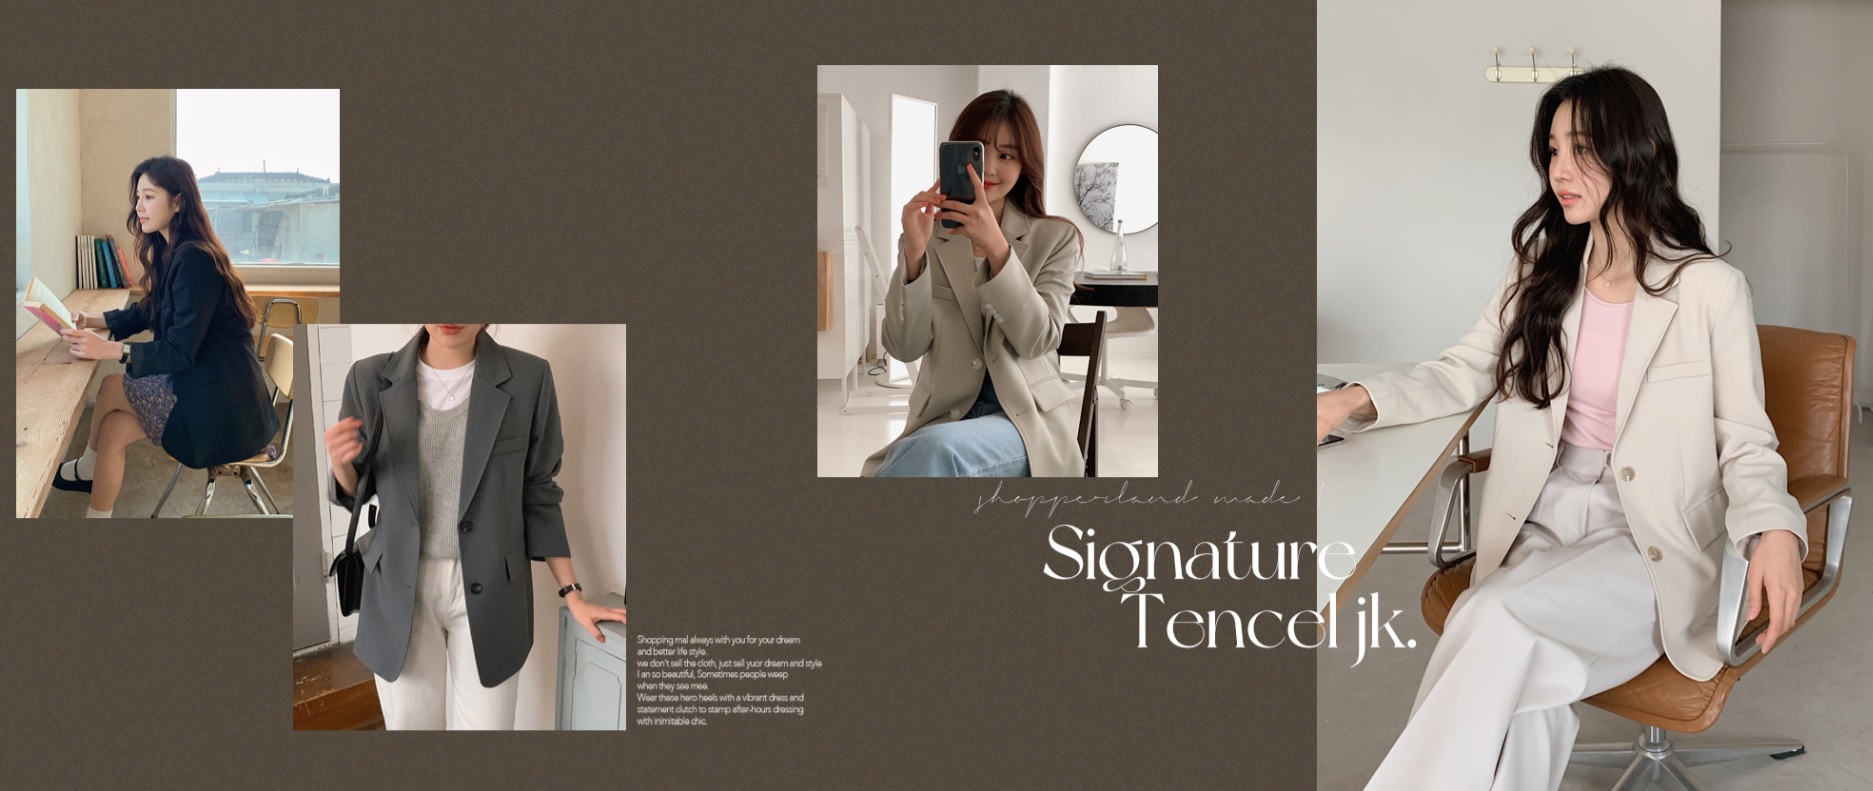 shopperland made !
Signature
Tencel jk.
Shopping mal always with you for your dream
and better life style.
we don't sell the cloth, just sell yuor dream and style
I an so beautiful, Sometimes people weep
when they see mee.
Wear these hero heels with a vibrant dress and
statement clutch to stamp after-hours dressing
with inimitable chic.